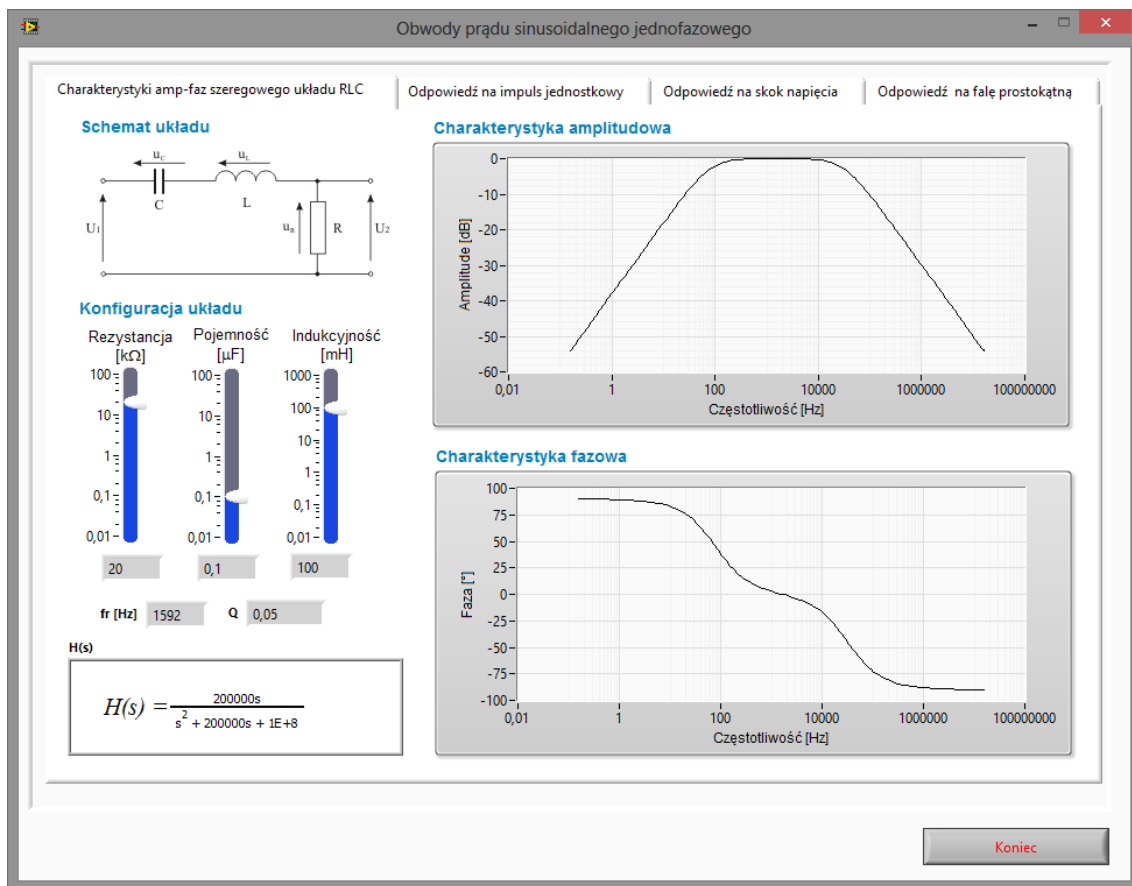 Obwody prądu sinusoidalnego jednofazowego
Charakterystyki amp-faz szeregowego układu RLC
Odpowiedź na impuls jednostkowy
Odpowiedź na skok napięcia
Odpowiedź na falę prostokątną
Schemat układu
u_C
u_L
C
L
U₁
u_R
R
U₂
Konfiguracja układu
Rezystancja
[kΩ]
Pojemność
[µF]
Indukcyjność
[mH]
100
10
1
0,1
0,01
100
10
1
0,1
0,01
1000
100
10
1
0,1
0,01
20
0,1
100
fr [Hz]
1592
Q
0,05
H(s)
H(s) = 200000s / s² + 200000s + 1E+8
Charakterystyka amplitudowa
Amplitude [dB]
0
-10
-20
-30
-40
-50
-60
0,01
1
100
10000
1000000
100000000
Częstotliwość [Hz]
Charakterystyka fazowa
Faza [°]
100
75
50
25
0
-25
-50
-75
-100
0,01
1
100
10000
1000000
100000000
Częstotliwość [Hz]
Koniec